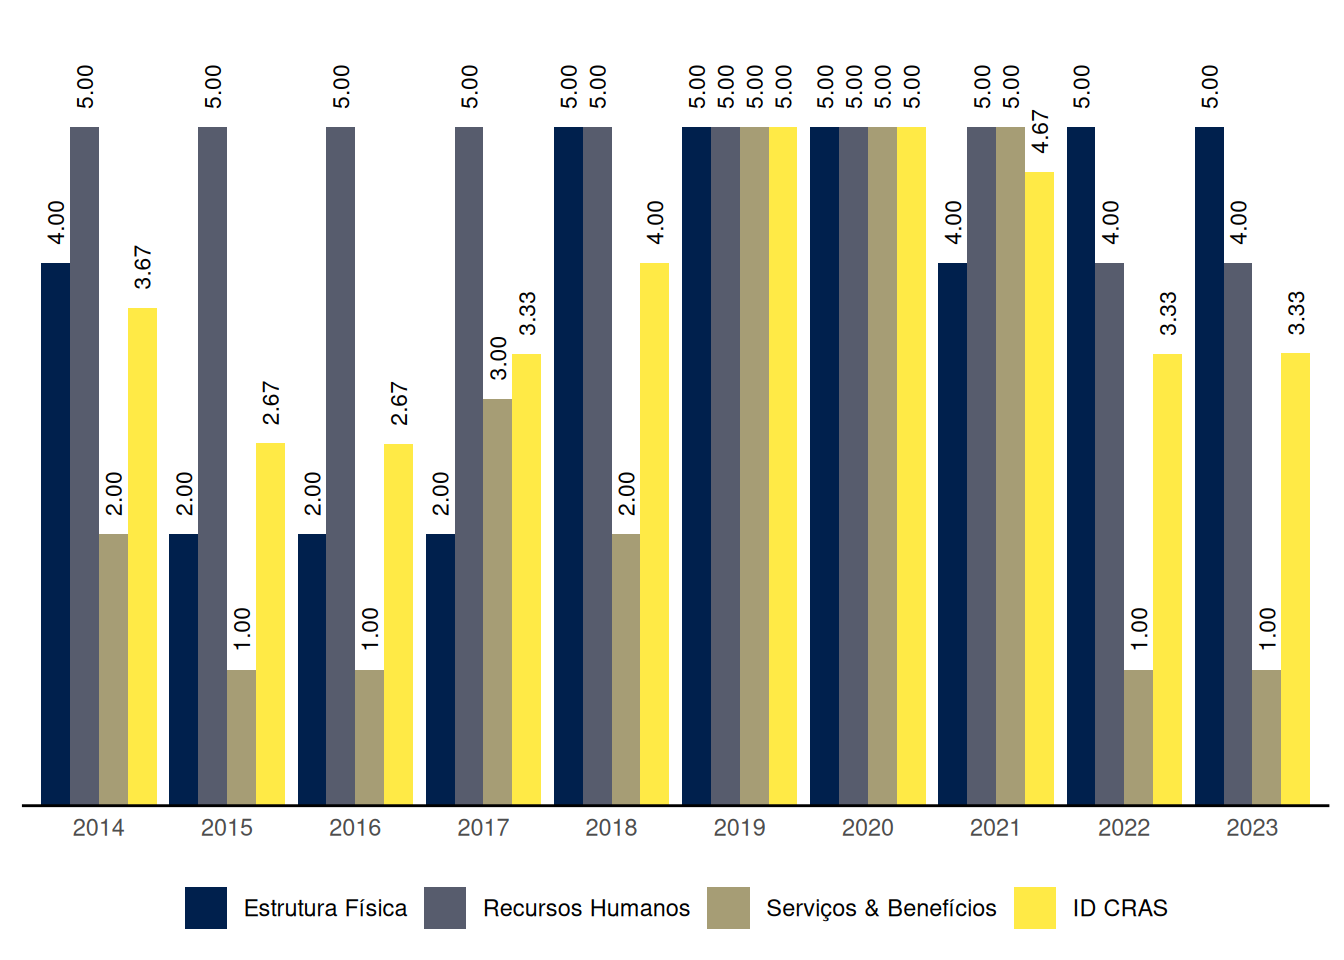 4.00 5.00 2.00 3.67
2.00 5.00 1.00 2.67
2.00 5.00 1.00 2.67
2.00 5.00 3.00 3.33
5.00 5.00 2.00 4.00
5.00 5.00 5.00 5.00
5.00 5.00 5.00 5.00
4.00 5.00 5.00 4.67
5.00 4.00 1.00 3.33
5.00 4.00 1.00 3.33
2014 2015 2016 2017 2018 2019 2020 2021 2022 2023
Estrutura Física Recursos Humanos Serviços & Benefícios ID CRAS